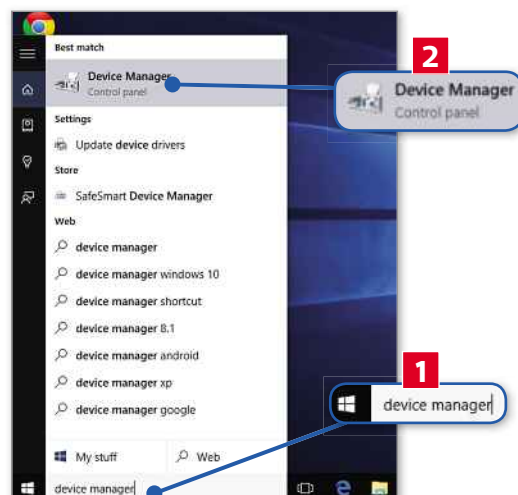 Best match
Device Manager
Control panel
Settings
Update device drivers
Store
SafeSmart Device Manager
Web
device manager
device manager windows 10
device manager shortcut
device manager 8.1
device manager android
device manager xp
device manager google
My stuff
Web
device manager
2
Device Manager
Control panel
1
device manager